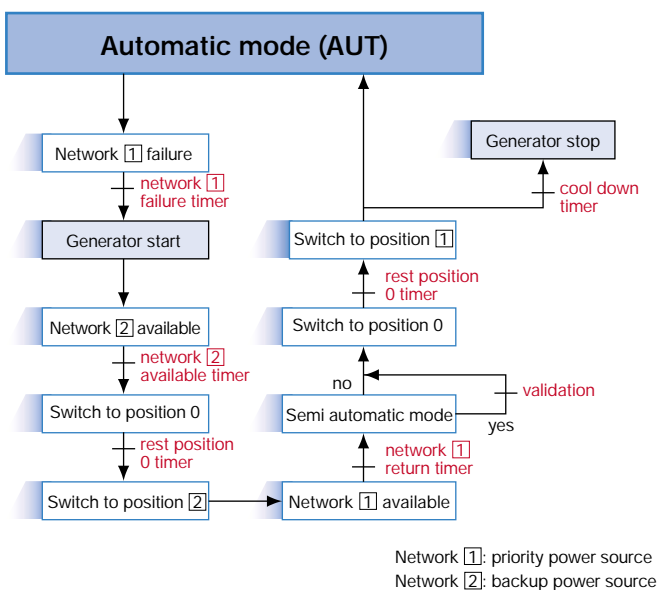 Automatic mode (AUT)
Network 1 failure
network 1
failure timer
Generator start
Network 2 available
network 2
available timer
Switch to position 0
rest position
0 timer
Switch to position 2
Network 1 available
network 1
return timer
Semi automatic mode
yes
validation
no
Switch to position 0
rest position
0 timer
Switch to position 1
cool down
timer
Generator stop
Network 1: priority power source
Network 2: backup power source